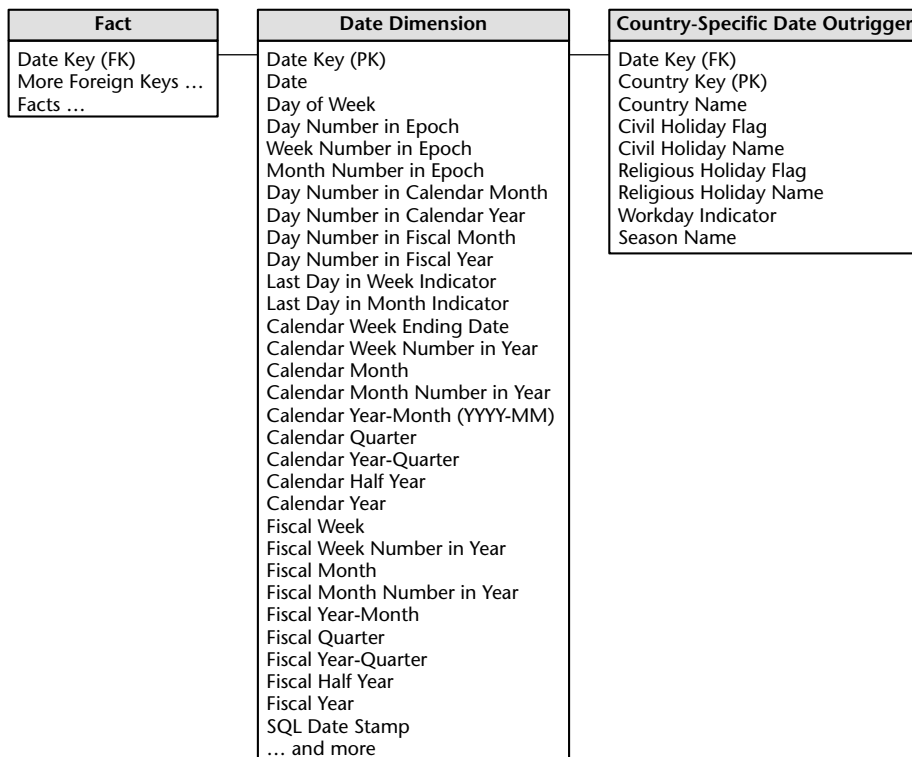 Fact
Date Key (FK)
More Foreign Keys …
Facts …
Date Dimension
Date Key (PK)
Date
Day of Week
Day Number in Epoch
Week Number in Epoch
Month Number in Epoch
Day Number in Calendar Month
Day Number in Calendar Year
Day Number in Fiscal Month
Day Number in Fiscal Year
Last Day in Week Indicator
Last Day in Month Indicator
Calendar Week Ending Date
Calendar Week Number in Year
Calendar Month
Calendar Month Number in Year
Calendar Year-Month (YYYY-MM)
Calendar Quarter
Calendar Year-Quarter
Calendar Half Year
Calendar Year
Fiscal Week
Fiscal Week Number in Year
Fiscal Month
Fiscal Month Number in Year
Fiscal Year-Month
Fiscal Quarter
Fiscal Year-Quarter
Fiscal Half Year
Fiscal Year
SQL Date Stamp
… and more
Country-Specific Date Outrigger
Date Key (FK)
Country Key (PK)
Country Name
Civil Holiday Flag
Civil Holiday Name
Religious Holiday Flag
Religious Holiday Name
Workday Indicator
Season Name